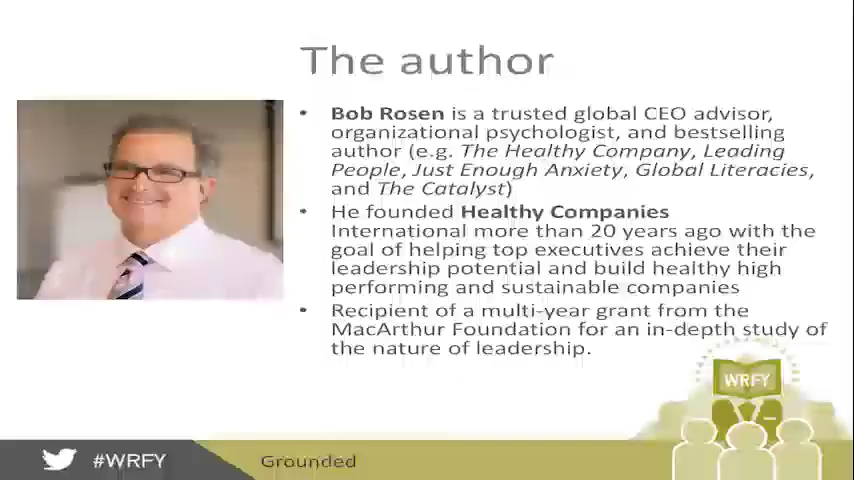 The author
• Bob Rosen is a trusted global CEO advisor,
organizational psychologist, and bestselling
author (e.g. The Healthy Company, Leading
People, Just Enough Anxiety, Global Literacies,
and The Catalyst)
• He founded Healthy Companies
International more than 20 years ago with the
goal of helping top executives achieve their
leadership potential and build healthy high
performing and sustainable companies
• Recipient of a multi-year grant from the
MacArthur Foundation for an in-depth study of
the nature of leadership.
WRFY
#WRFY
Grounded